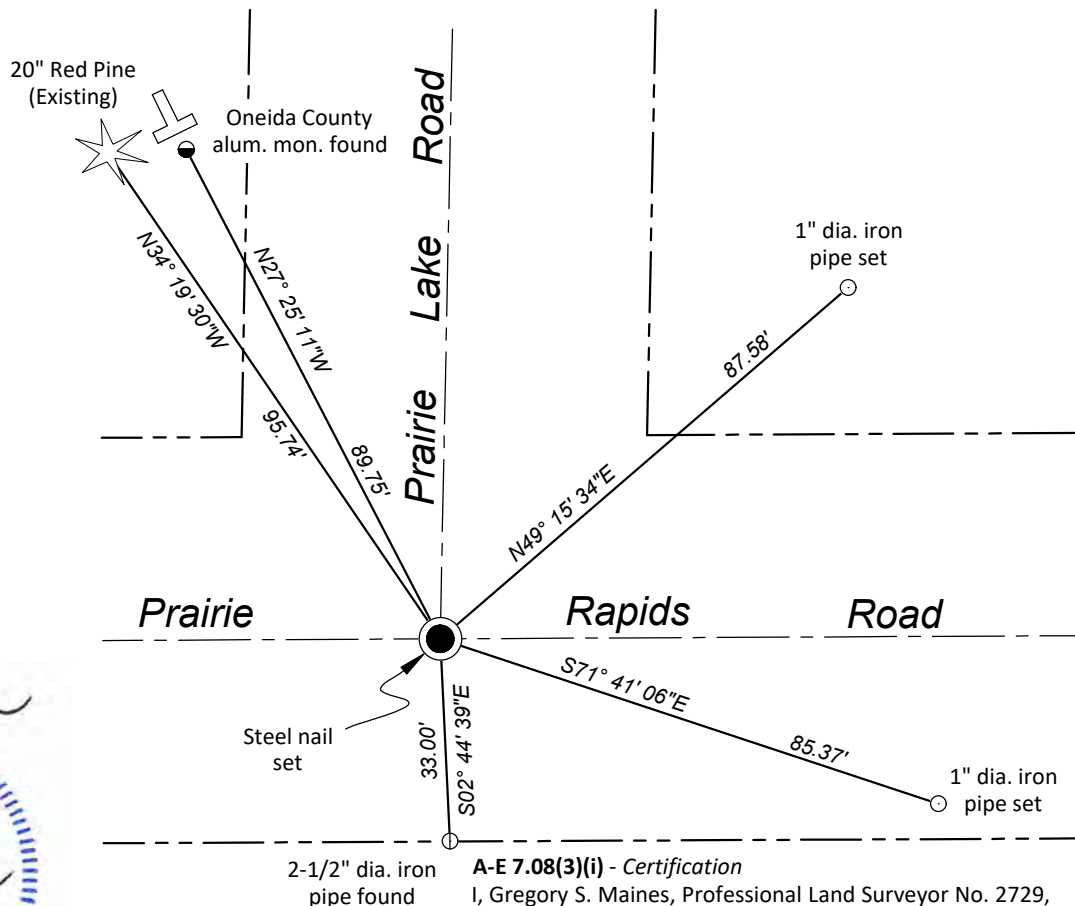 20" Red Pine
(Existing)
Oneida County
alum. mon. found
Prairie Lake Road
1" dia. iron
pipe set
N34° 19' 30"W
95.74'
N27° 25' 11"W
89.75'
87.58'
N49° 15' 34"E
Prairie Rapids Road
S71° 41' 06"E
85.37'
Steel nail
set
33.00'
S02° 44' 39"E
1" dia. iron
pipe set
2-1/2" dia. iron
pipe found
A-E 7.08(3)(i) - Certification
I, Gregory S. Maines, Professional Land Surveyor No. 2729,